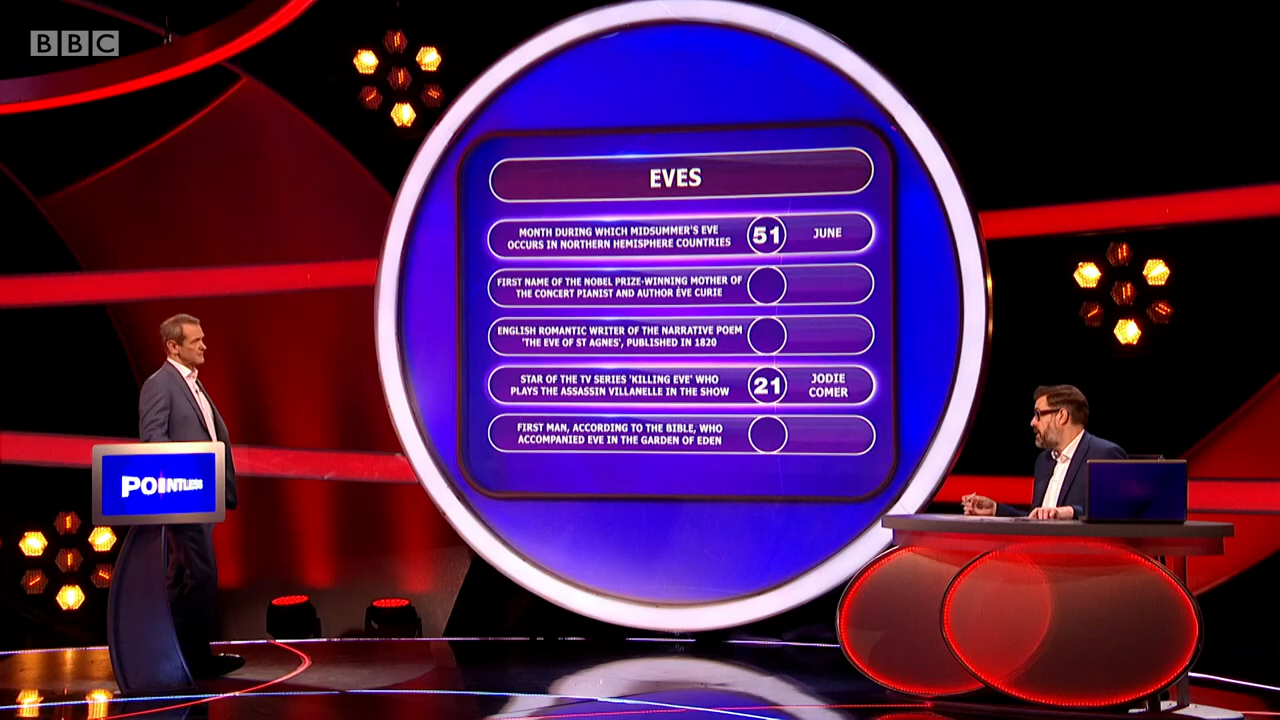 BBC
EVES
MONTH DURING WHICH MIDSUMMER'S EVE
OCCURS IN NORTHERN HEMISPHERE COUNTRIES
51
JUNE
FIRST NAME OF THE NOBEL PRIZE-WINNING MOTHER OF
THE CONCERT PIANIST AND AUTHOR ÈVE CURIE
ENGLISH ROMANTIC WRITER OF THE NARRATIVE POEM
'THE EVE OF ST AGNES', PUBLISHED IN 1820
STAR OF THE TV SERIES 'KILLING EVE' WHO
PLAYS THE ASSASSIN VILLANELLE IN THE SHOW
21
JODIE
COMER
FIRST MAN, ACCORDING TO THE BIBLE, WHO
ACCOMPANIED EVE IN THE GARDEN OF EDEN
POINTLESS